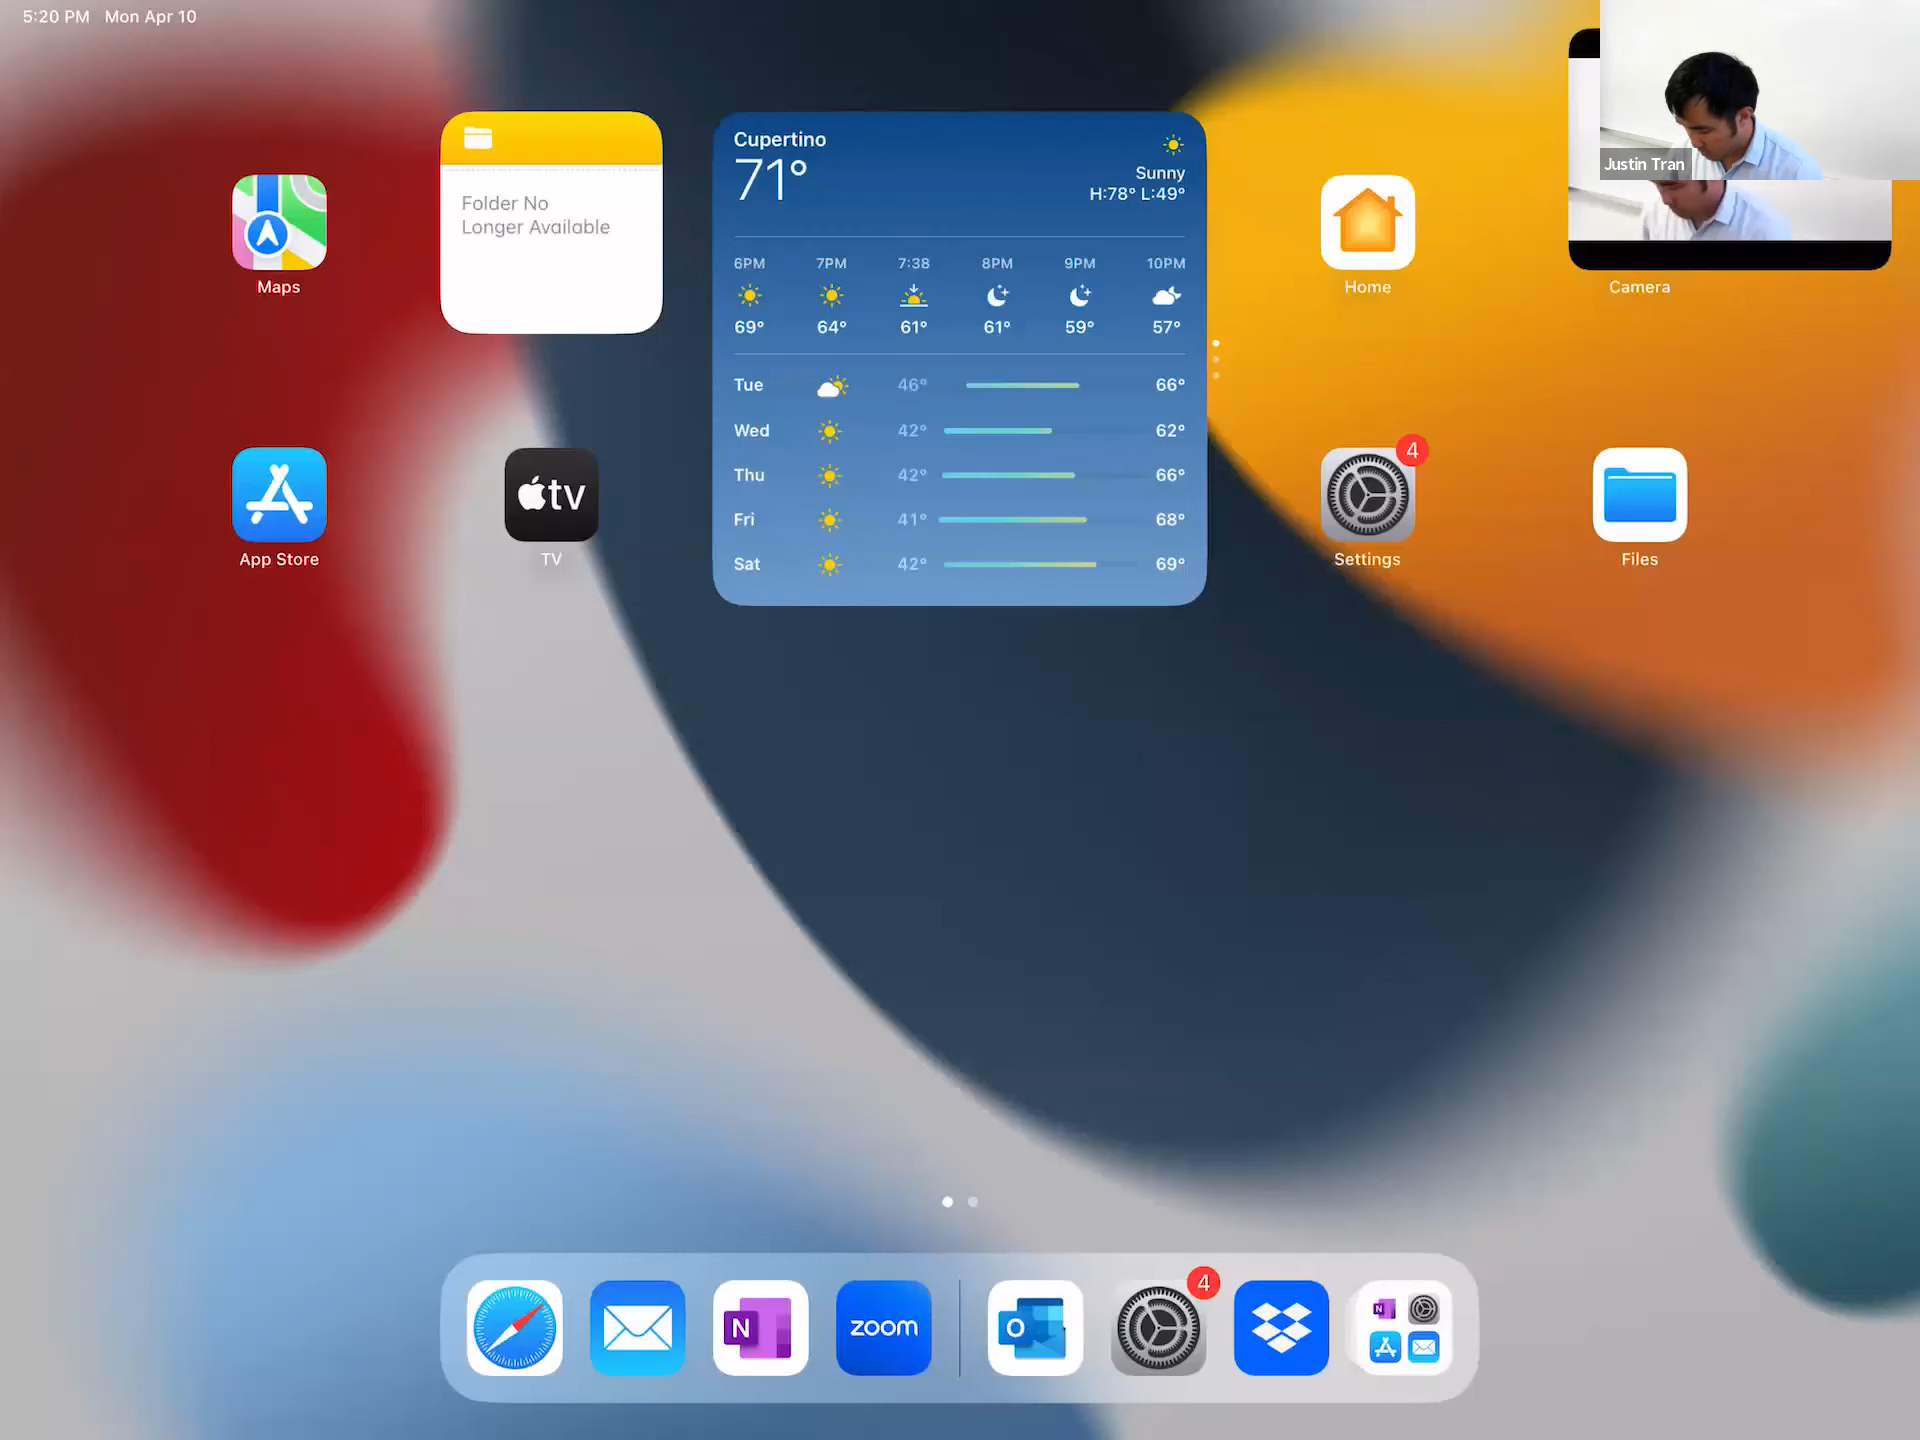 5:20 PM Mon Apr 10
Justin Tran
Folder No
Longer Available
Cupertino
71°
Sunny
H:78° L:49°
6PM 7PM 7:38 8PM 9PM 10PM
69° 64° 61° 61° 59° 57°
Tue 46° 66°
Wed 42° 62°
Thu 42° 66°
Fri 41° 68°
Sat 42° 69°
Maps
Home
Camera
tv
4
App Store
TV
Settings
Files
N
zoom
O
4
N